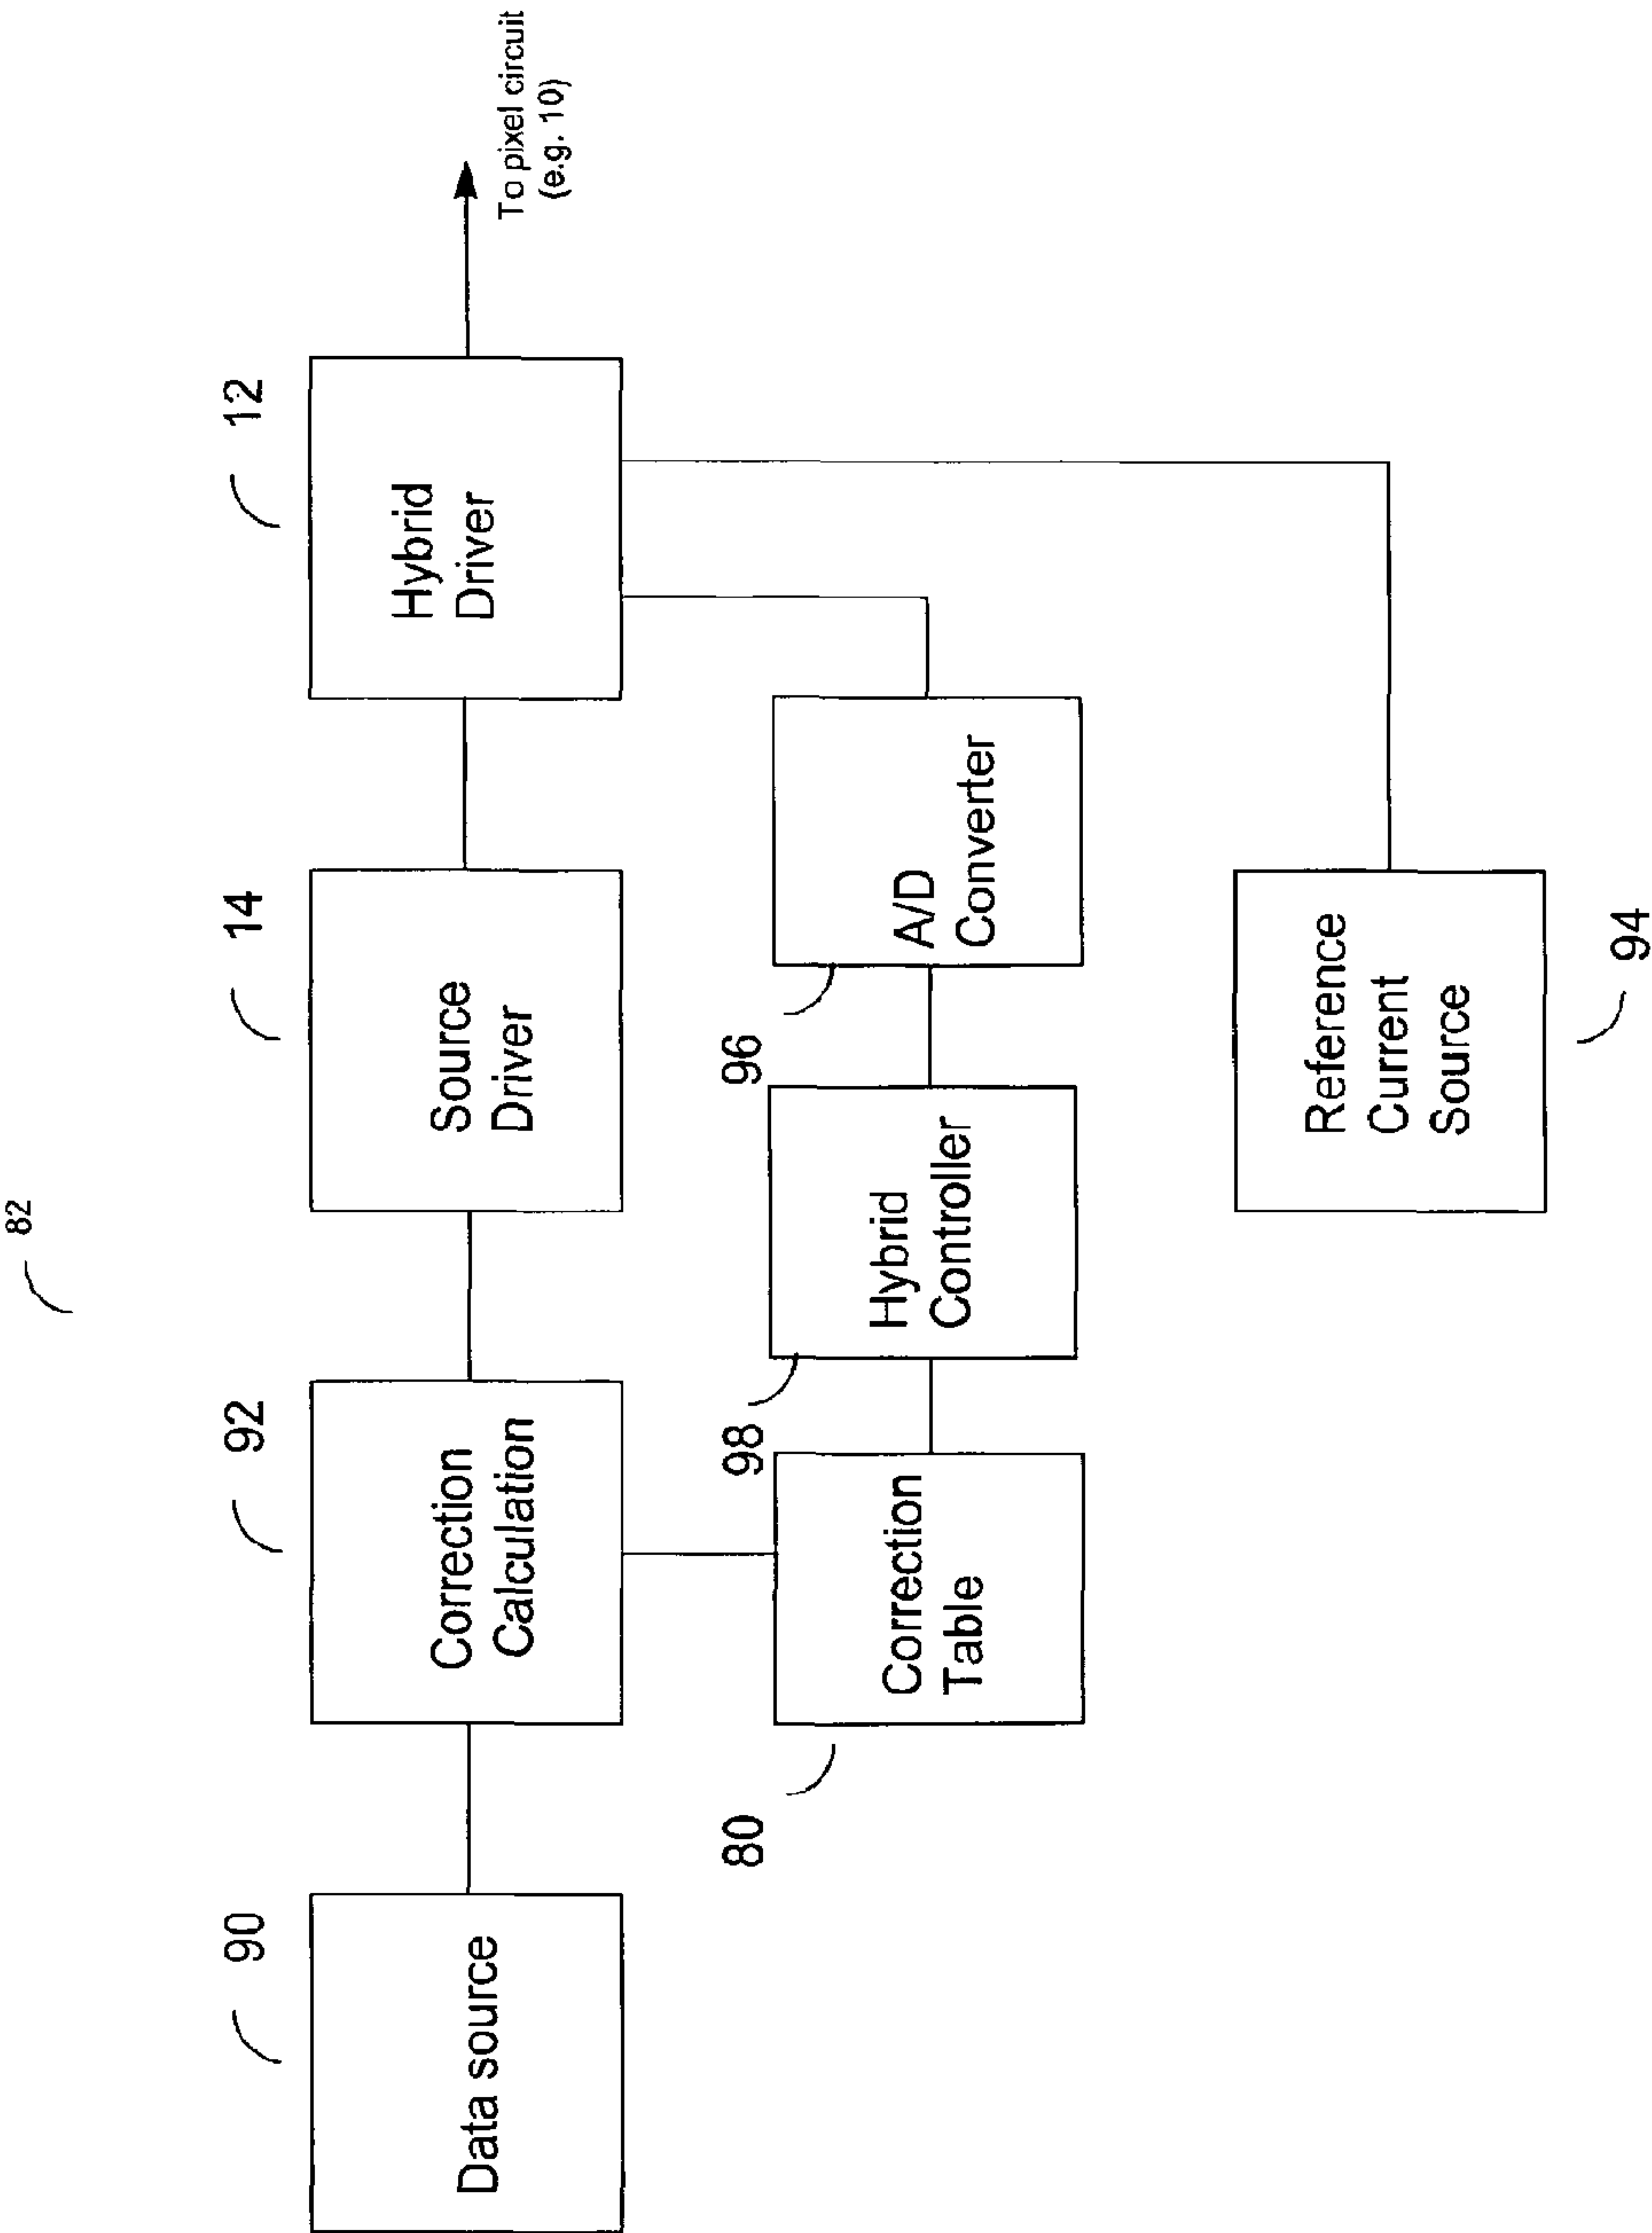 82
90
Data source
92
Correction
Calculation
14
Source
Driver
12
Hybrid
Driver
To pixel circuit
(e.g. 10)
80
Correction
Table
98
Hybrid
Controller
96
A/D
Converter
Reference
Current
Source
94